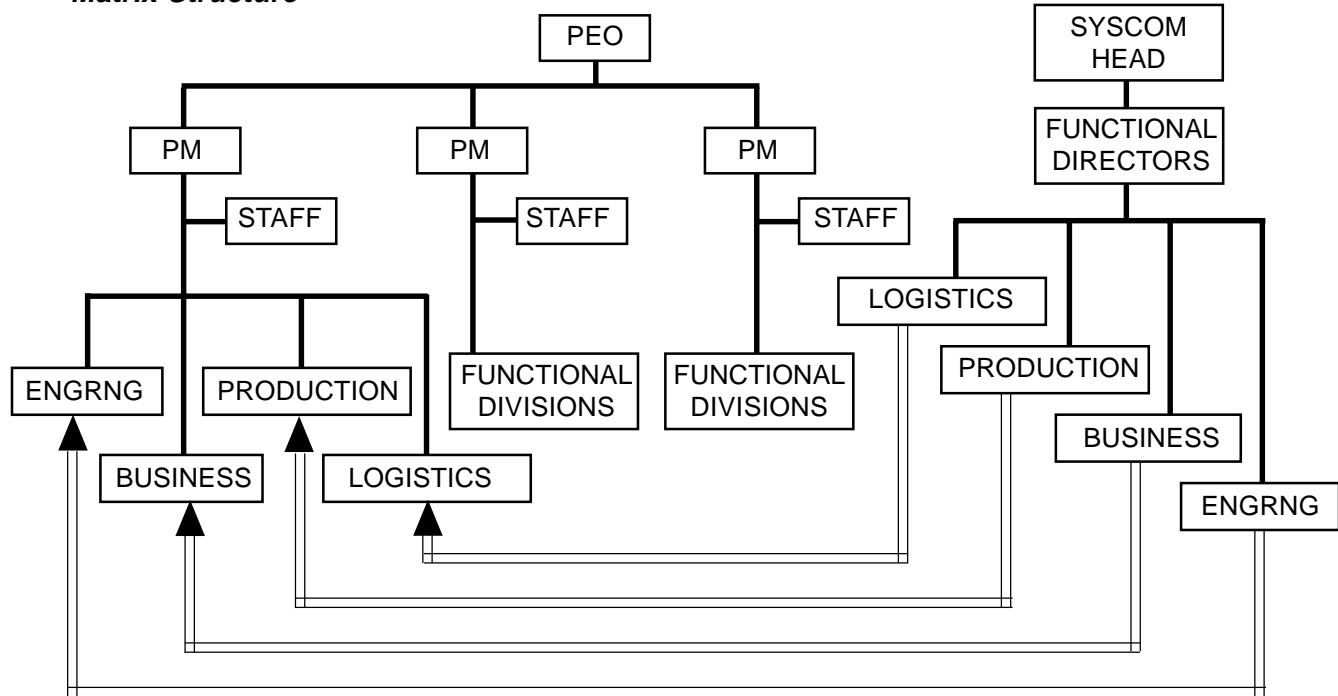 Matrix Structure
PEO
SYSCOM
HEAD
PM
PM
PM
FUNCTIONAL
DIRECTORS
STAFF
STAFF
STAFF
LOGISTICS
ENGRNG
PRODUCTION
FUNCTIONAL
DIVISIONS
FUNCTIONAL
DIVISIONS
PRODUCTION
BUSINESS
LOGISTICS
BUSINESS
ENGRNG